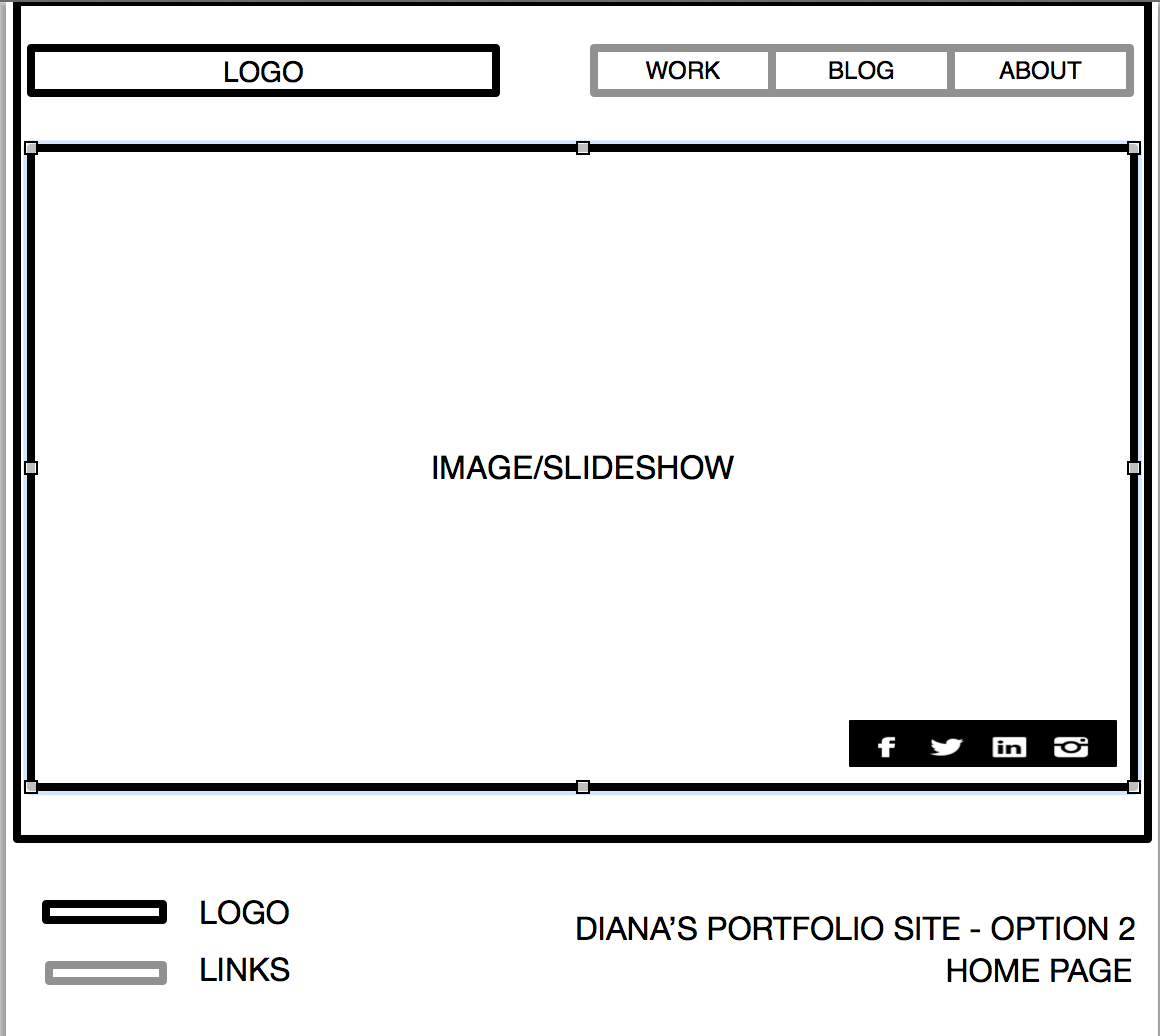 LOGO
WORK BLOG ABOUT
IMAGE/SLIDESHOW
f in
LOGO
LINKS
DIANA’S PORTFOLIO SITE - OPTION 2
HOME PAGE